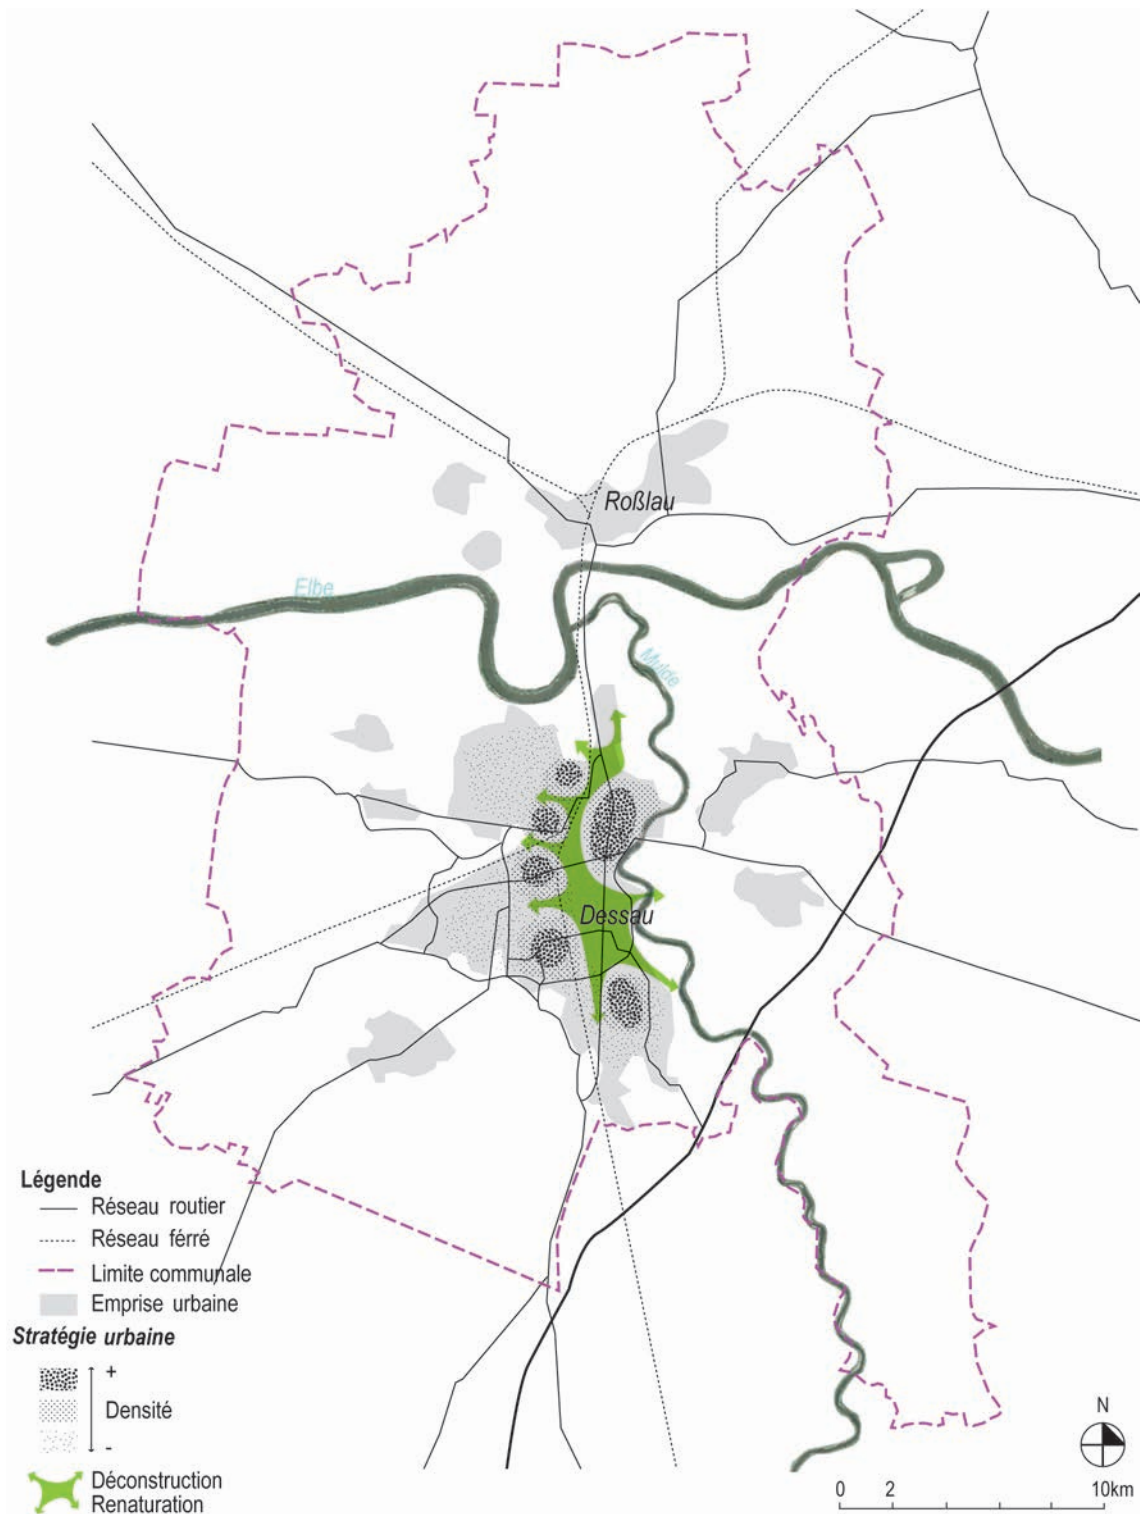 Roßlau
Elbe
Mulde
Dessau
Légende
Réseau routier
Réseau férré
Limite communale
Emprise urbaine
Stratégie urbaine
+
Densité
-
Déconstruction
Renaturation
N
0 2 10km